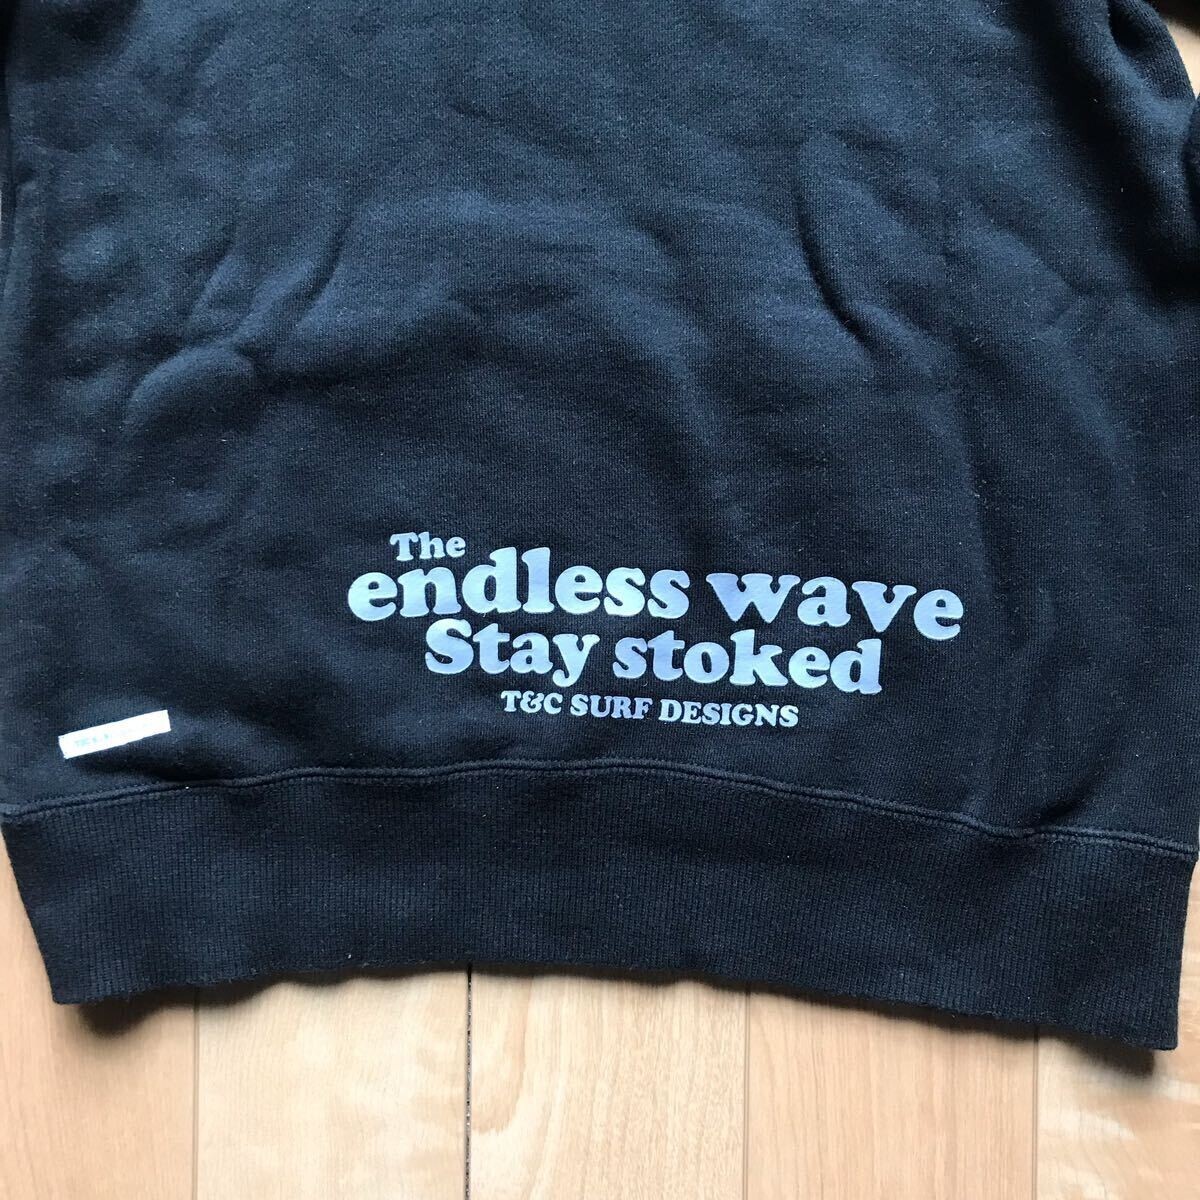 The
endless wave
Stay stoked
T&C SURF DESIGNS